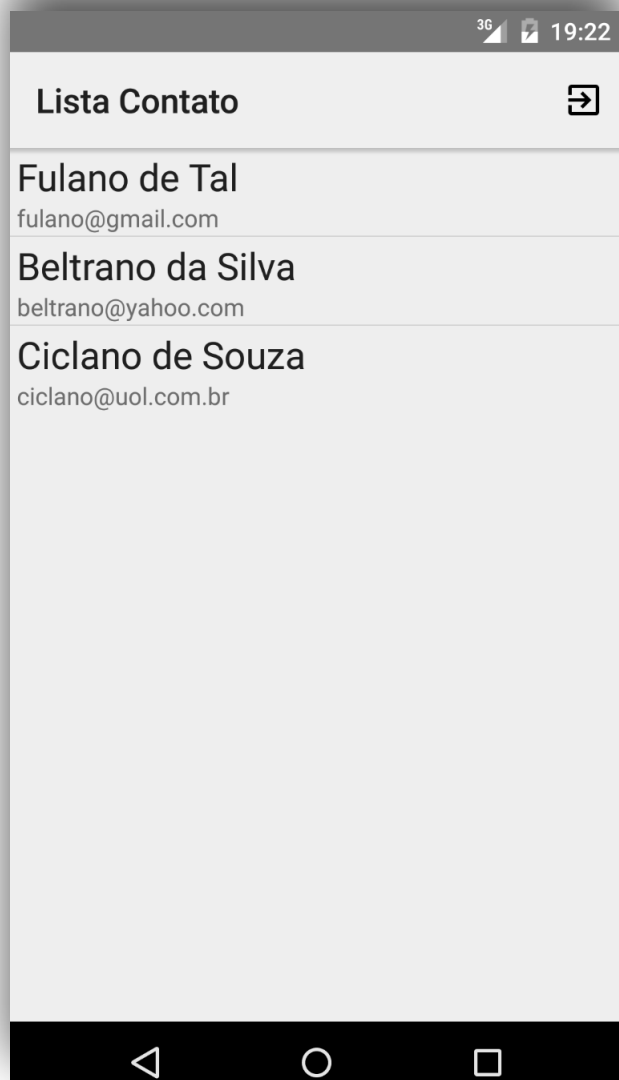 3G 19:22
Lista Contato
Fulano de Tal
fulano@gmail.com
Beltrano da Silva
beltrano@yahoo.com
Ciclano de Souza
ciclano@uol.com.br